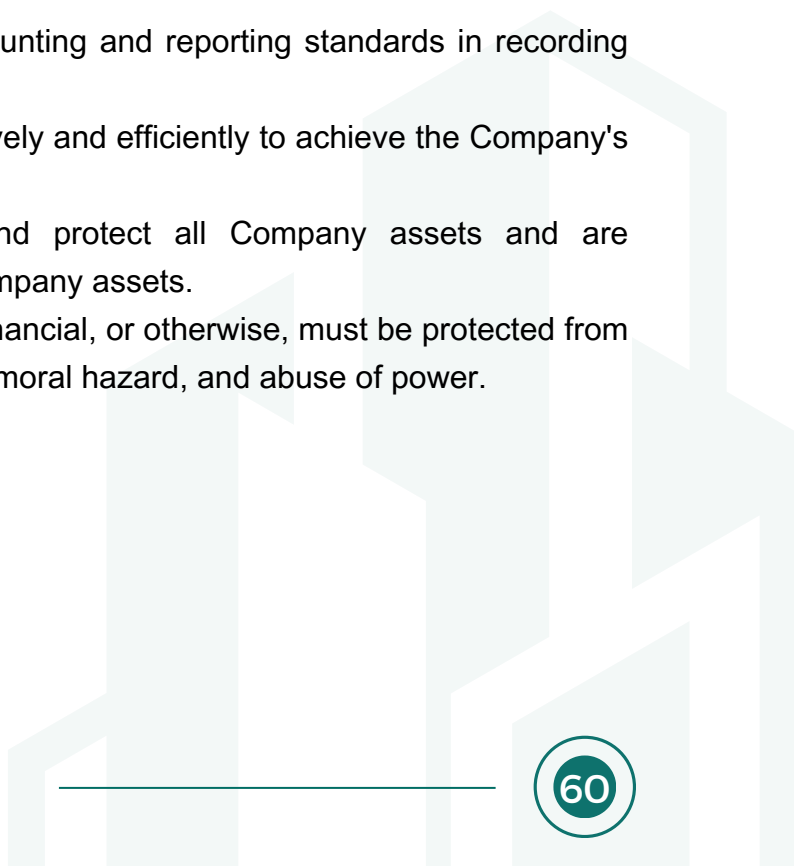 unting and reporting standards in recording
vely and efficiently to achieve the Company's
nd protect all Company assets and are
mpany assets.
nancial, or otherwise, must be protected from
moral hazard, and abuse of power.
60